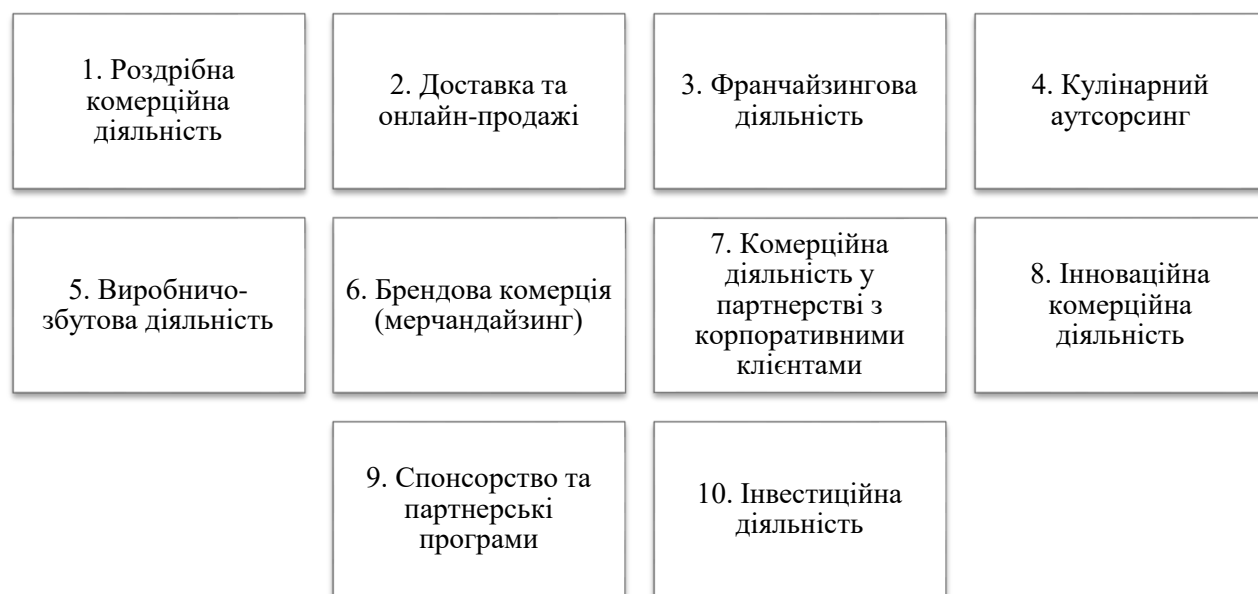 1. Роздрібна
комерційна
діяльність
2. Доставка та
онлайн-продажі
3. Франчайзингова
діяльність
4. Кулінарний
аутсорсинг
5. Виробничо-
збутова діяльність
6. Брендова комерція
(мерчандайзинг)
7. Комерційна
діяльність у
партнерстві з
корпоративними
клієнтами
8. Інноваційна
комерційна
діяльність
9. Спонсорство та
партнерські
програми
10. Інвестиційна
діяльність